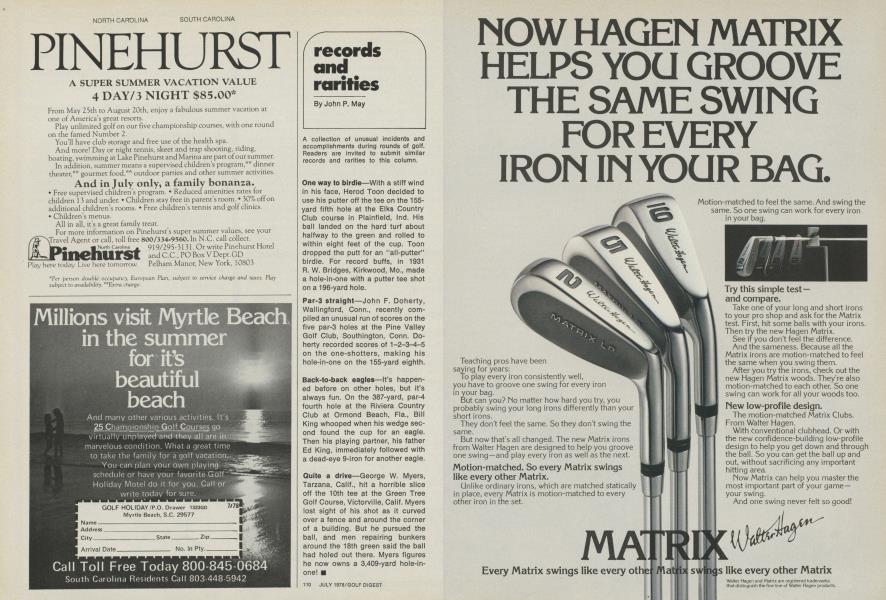 NORTH CAROLINA
SOUTH CAROLINA
PINEHURST
A SUPER SUMMER VACATION VALUE
4 DAY/3 NIGHT $85.00*
From May 25th to August 20th, enjoy a fabulous summer vacation at
one of America's great resorts.
Play unlimited golf on our five championship courses, with one round
on the famed Number 2.
You'll have club storage and free use of the health spa.
And more! Day or night tennis, skeet and trap shooting, riding,
boating, swimming at Lake Pinehurst and Marina are part of our summer.
In addition, summer means a supervised children's program,** dinner
theater,** gourmet food,** outdoor parties and other summer activities.
And in July only, a family bonanza.
• Free supervised children's program. • Reduced amenities rates for
children 13 and under. • Children stay free in parent's room. • 50% off on
additional children's rooms. • Free children's tennis and golf clinics.
• Children's menus.
All in all, it's a great family treat.
For more information on Pinehurst's super summer values, see your
Travel Agent or call, toll free 800/334-9560. In N.C. call collect
919/295-3131. Or write Pinehurst Hotel
and C.C., PO Box V Dept. GD
Pelham Manor, New York, 10803
North Carolina
Pinehurst
Play here today. Live here tomorrow.
*Per person double occupancy, European Plan, subject to service charge and taxes. Play
subject to availability. **Extra charge.
Millions visit Myrtle Beach
in the summer
for it's
beautiful
beach
And many other various activities. It's
25 Championship Golf Courses go
virtually unplayed and they all are in
marvelous condition. What a great time
to take the family for a golf vacation.
You can plan your own playing
schedule or have your favorite Golf
Holiday Motel do it for you. Call or
write today for sure.
GOLF HOLIDAY/P.O. Drawer 1323GD 7/78
Myrtle Beach, S.C. 29577
Name
Address
City State Zip
Arrival Date No. In Pty.
Call Toll Free Today 800-845-0684
South Carolina Residents Call 803-448-5942
records
and
rarities
By John P. May
A collection of unusual incidents and
accomplishments during rounds of golf.
Readers are invited to submit similar
records and rarities to this column.
One way to birdie—With a stiff wind
in his face, Herod Toon decided to
use his putter off the tee on the 155-
yard fifth hole at the Elks Country
Club course in Plainfield, Ind. His
ball landed on the hard turf about
halfway to the green and rolled to
within eight feet of the cup. Toon
dropped the putt for an "all-putter"
birdie. For record buffs, in 1931
R. W. Bridges, Kirkwood, Mo., made
a hole-in-one with a putter tee shot
on a 196-yard hole.
Par-3 straight—John F. Doherty,
Wallingford, Conn., recently com-
piled an unusual run of scores on the
five par-3 holes at the Pine Valley
Golf Club, Southington, Conn. Do-
herty recorded scores of 1–2–3–4–5
on the one-shotters, making his
hole-in-one on the 155-yard eighth.
Back-to-back eagles—It's happen-
ed before on other holes, but it's
always fun. On the 387-yard, par-4
fourth hole at the Riviera Country
Club at Ormond Beach, Fla., Bill
King whooped when his wedge sec-
ond found the cup for an eagle.
Then his playing partner, his father
Ed King, immediately followed with
a dead-eye 9-iron for another eagle.
Quite a drive—George W. Myers,
Tarzana, Calif., hit a horrible slice
off the 10th tee at the Green Tree
Golf Course, Victorville, Calif. Myers
lost sight of his shot as it curved
over a fence and around the corner
of a building. But he pursued the
ball, and men repairing bunkers
around the 18th green said the ball
had holed out there. Myers figures
he now owns a 3,409-yard hole-in-
one! ■
110 JULY 1978/GOLF DIGEST
NOW HAGEN MATRIX
HELPS YOU GROOVE
THE SAME SWING
FOR EVERY
IRON IN YOUR BAG.
Motion-matched to feel the same. And swing the
same. So one swing can work for every iron
in your bag.
2
Walter Hagen
MATRIX LP
5
Walter Hagen
9
Walter Hagen
Teaching pros have been
saying for years:
To play every iron consistently well,
you have to groove one swing for every iron
in your bag.
But can you? No matter how hard you try, you
probably swing your long irons differently than your
short irons.
They don't feel the same. So they don't swing the
same.
But now that's all changed. The new Matrix irons
from Walter Hagen are designed to help you groove
one swing—and play every iron as well as the next.
Motion-matched. So every Matrix swings
like every other Matrix.
Unlike ordinary irons, which are matched statically
in place, every Matrix is motion-matched to every
other iron in the set.
Try this simple test—
and compare.
Take one of your long and short irons
to your pro shop and ask for the Matrix
test. First, hit some balls with your irons.
Then try the new Hagen Matrix.
See if you don't feel the difference.
And the sameness. Because all the
Matrix irons are motion-matched to feel
the same when you swing them.
After you try the irons, check out the
new Hagen Matrix woods. They're also
motion-matched to each other. So one
swing can work for all your woods too.
New low-profile design.
The motion-matched Matrix Clubs.
From Walter Hagen.
With conventional clubhead. Or with
the new confidence-building low-profile
design to help you get down and through
the ball. So you can get the ball up and
out, without sacrificing any important
hitting area.
Now Matrix can help you master the
most important part of your game—
your swing.
And one swing never felt so good!
MATRIX Walter Hagen
Every Matrix swings like every other Matrix swings like every other Matrix
Walter Hagen and Matrix are registered trademarks
that distinguish the fine line of Walter Hagen products.